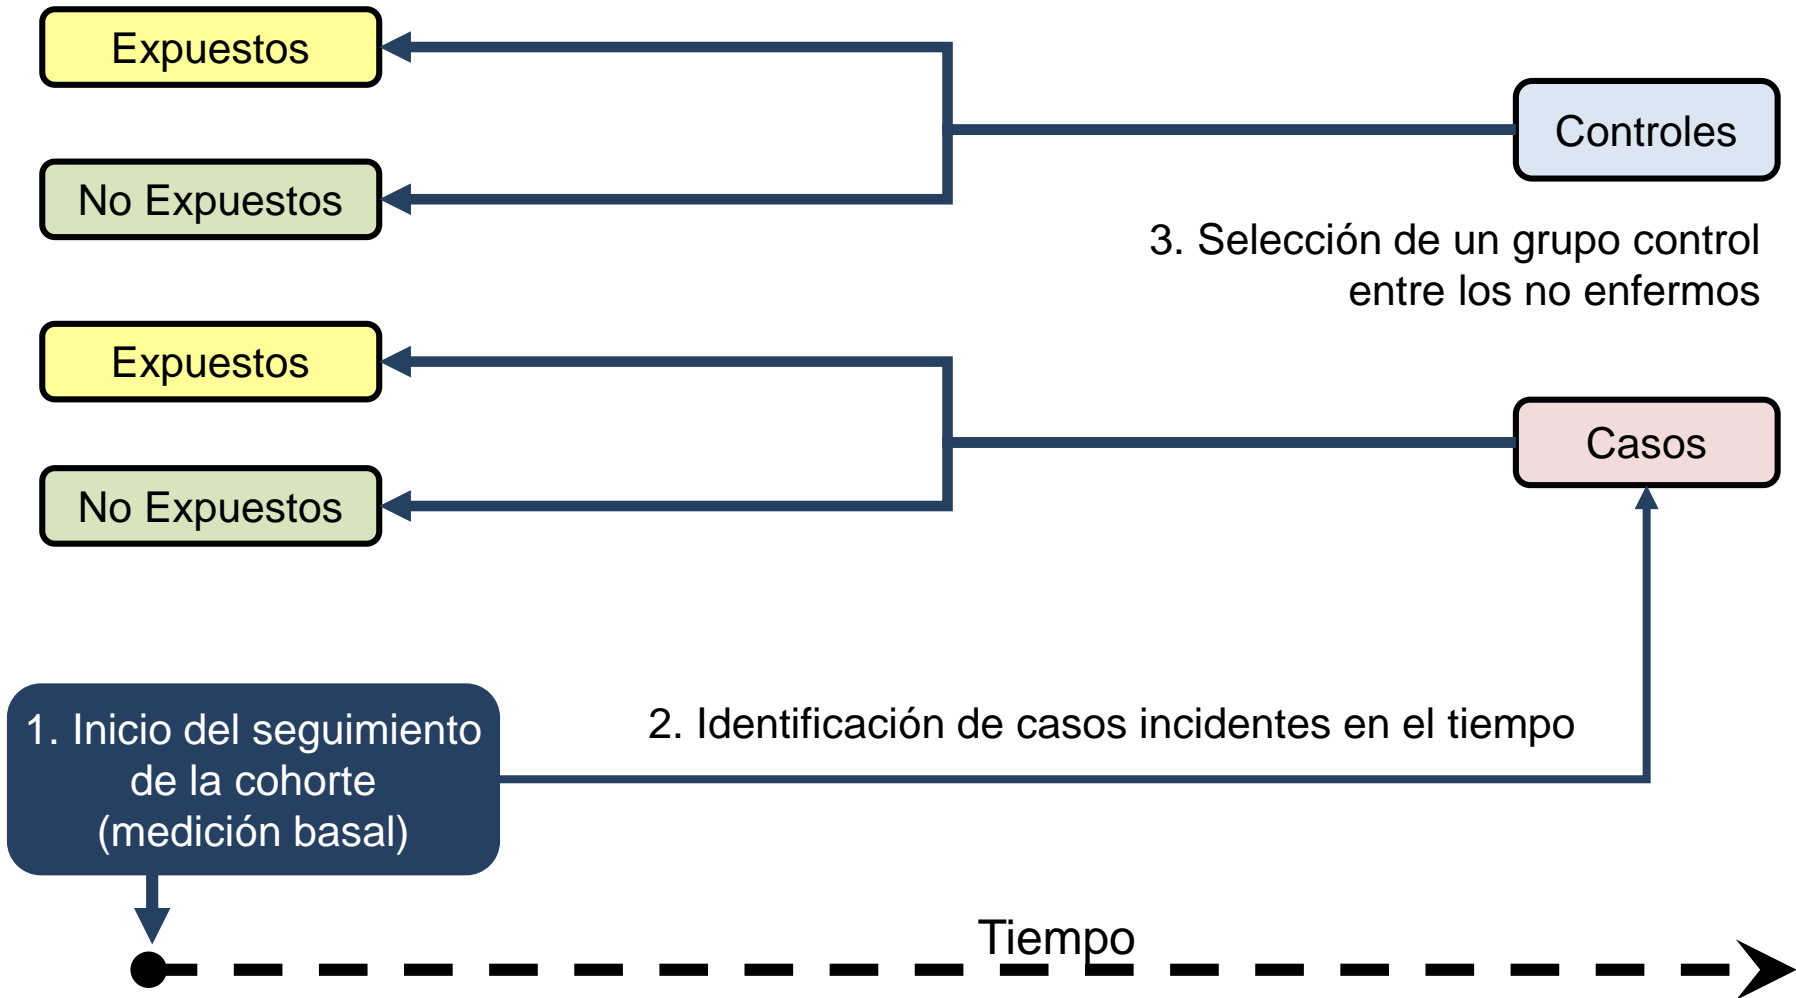 Expuestos
Controles
No Expuestos
3. Selección de un grupo control
entre los no enfermos
Expuestos
Casos
No Expuestos
1. Inicio del seguimiento
de la cohorte
(medición basal)
2. Identificación de casos incidentes en el tiempo
Tiempo